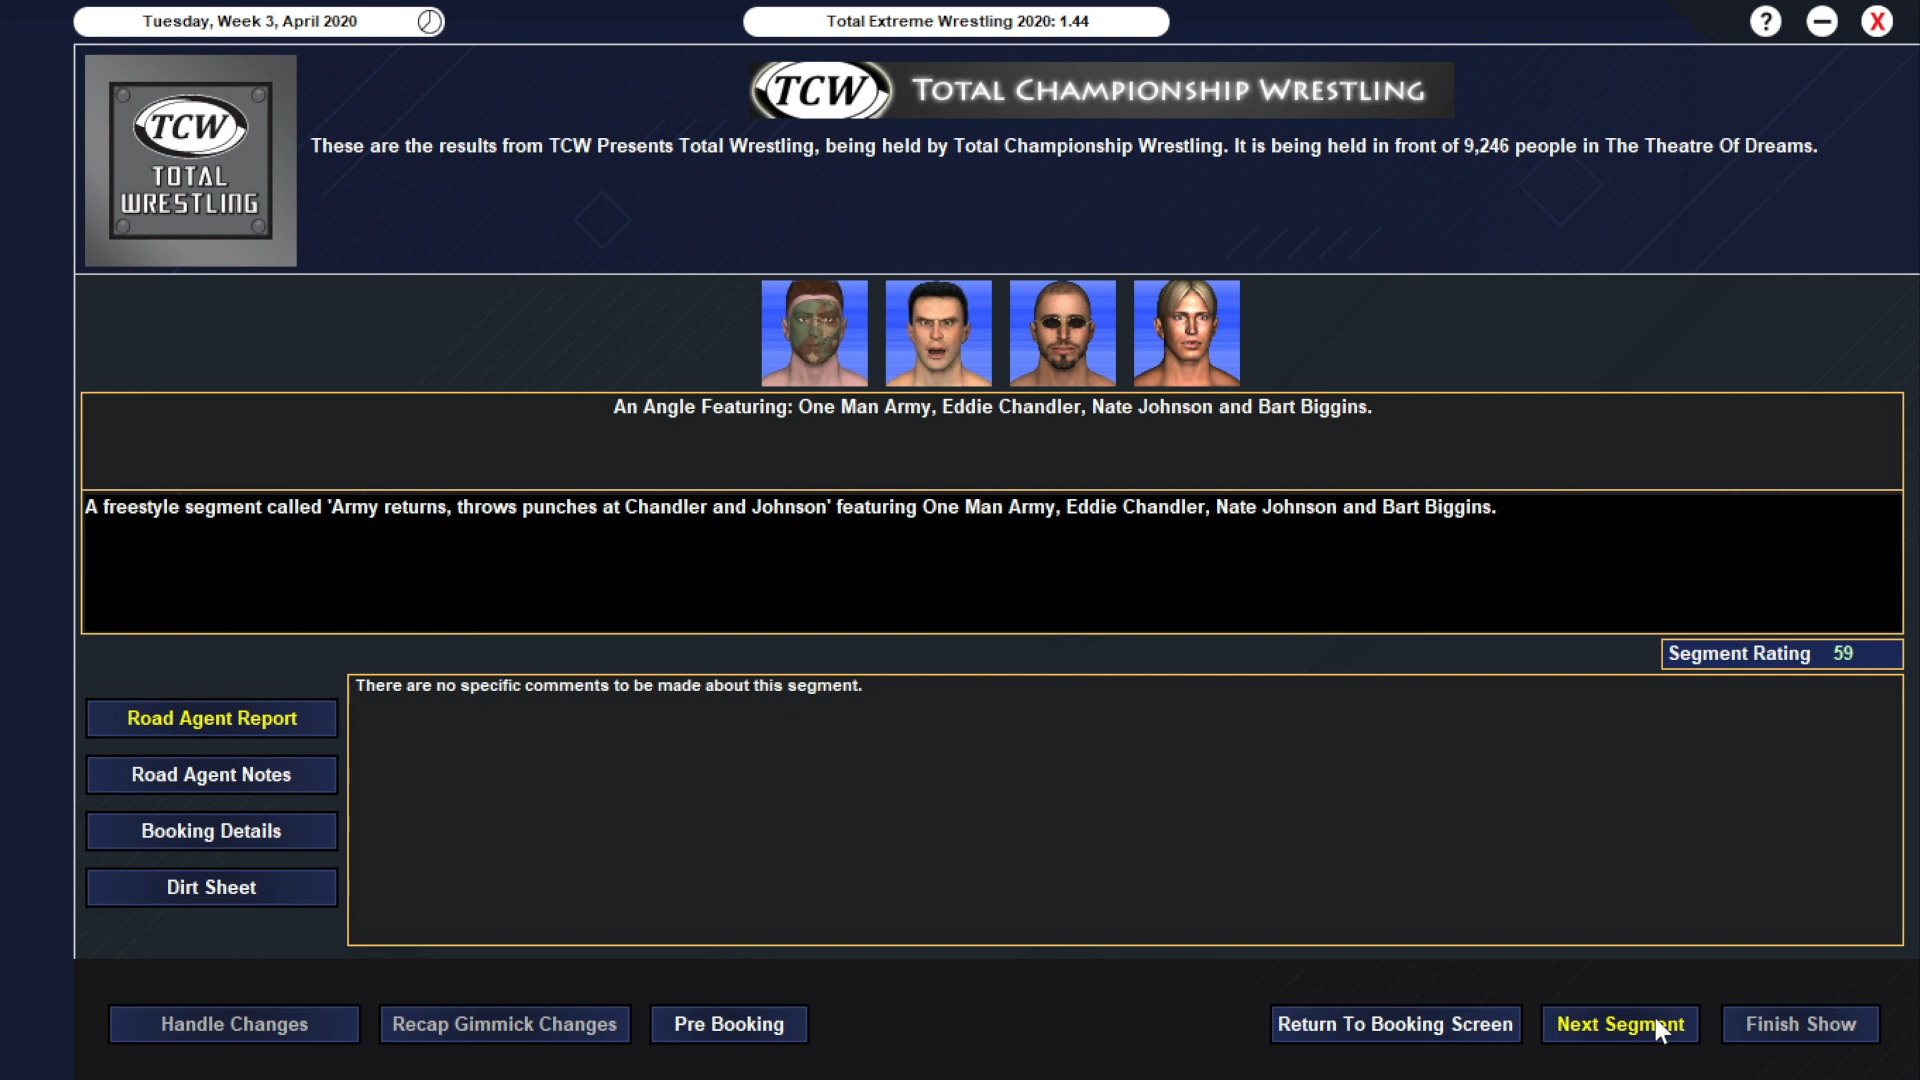 Tuesday, Week 3, April 2020
Total Extreme Wrestling 2020: 1.44
?
X
TCW
TOTAL
WRESTLING
TCW TOTAL CHAMPIONSHIP WRESTLING
These are the results from TCW Presents Total Wrestling, being held by Total Championship Wrestling. It is being held in front of 9,246 people in The Theatre Of Dreams.
An Angle Featuring: One Man Army, Eddie Chandler, Nate Johnson and Bart Biggins.
A freestyle segment called 'Army returns, throws punches at Chandler and Johnson' featuring One Man Army, Eddie Chandler, Nate Johnson and Bart Biggins.
Segment Rating 59
There are no specific comments to be made about this segment.
Road Agent Report
Road Agent Notes
Booking Details
Dirt Sheet
Handle Changes
Recap Gimmick Changes
Pre Booking
Return To Booking Screen
Next Segment
Finish Show